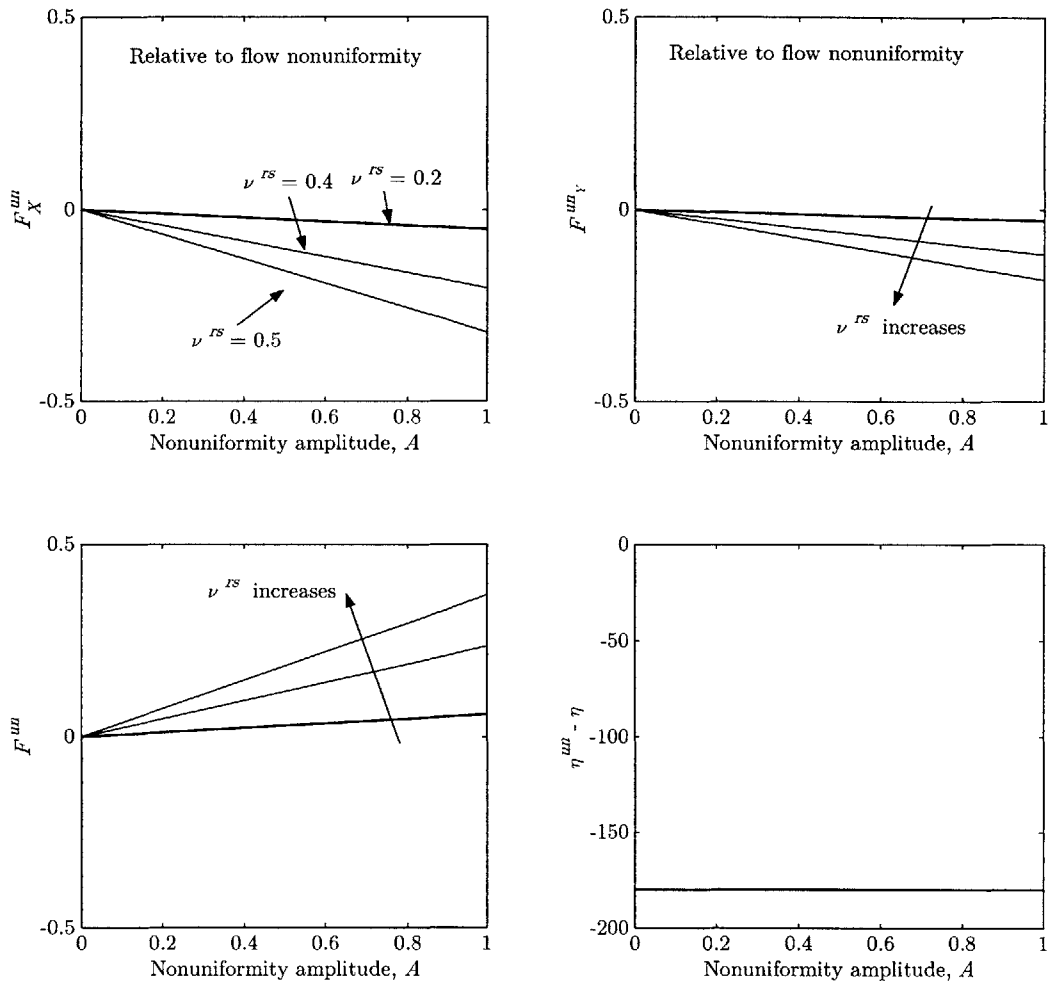 0.5
Relative to flow nonuniformity
ν rs = 0.4
ν rs = 0.2
0
F un X
ν rs = 0.5
-0.5
0 0.2 0.4 0.6 0.8 1
Nonuniformity amplitude, A
0.5
Relative to flow nonuniformity
0
F un Y
ν rs increases
-0.5
0 0.2 0.4 0.6 0.8 1
Nonuniformity amplitude, A
0.5
ν rs increases
0
F un
-0.5
0 0.2 0.4 0.6 0.8 1
Nonuniformity amplitude, A
0
-50
-100
η un - η
-150
-200
0 0.2 0.4 0.6 0.8 1
Nonuniformity amplitude, A